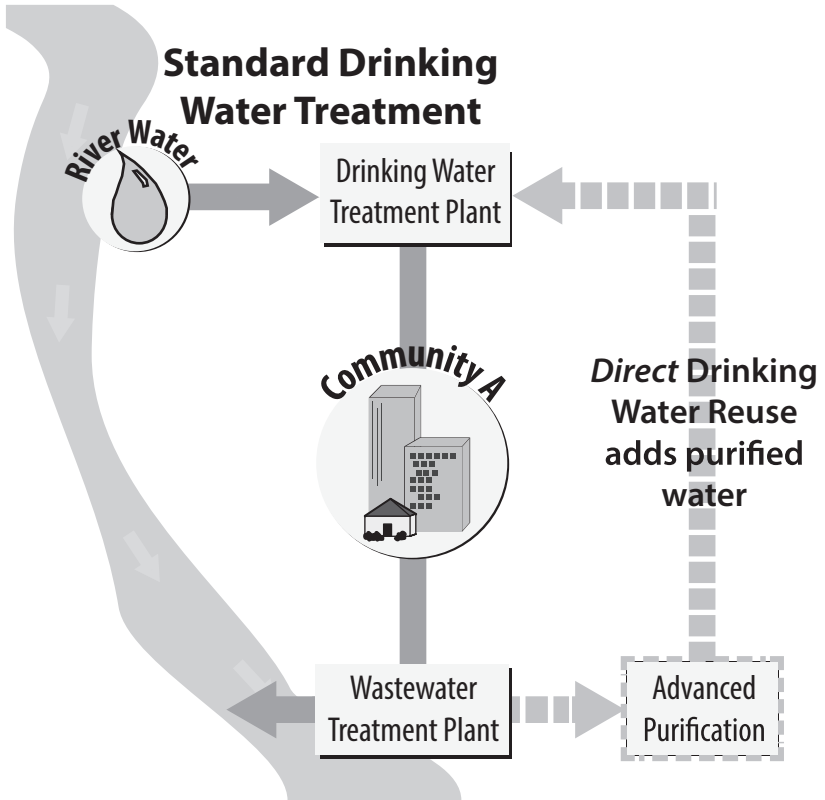 Standard Drinking
Water Treatment
River Water
Drinking Water
Treatment Plant
Community A
Direct Drinking
Water Reuse
adds purified
water
Wastewater
Treatment Plant
Advanced
Purification